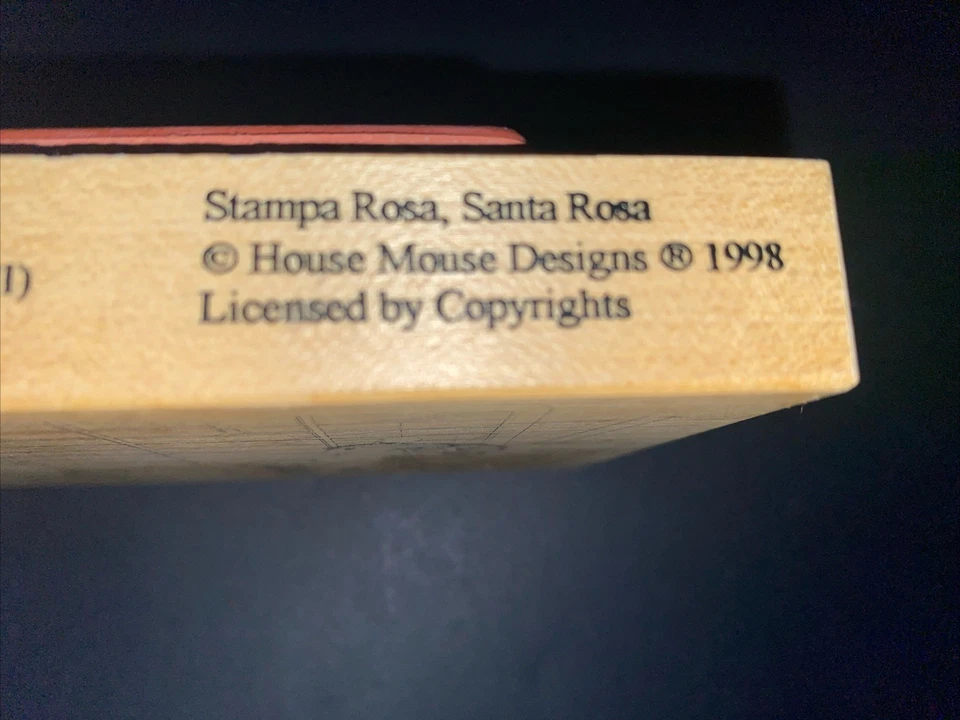 Stampa Rosa, Santa Rosa
© House Mouse Designs ® 1998
l)
Licensed by Copyrights